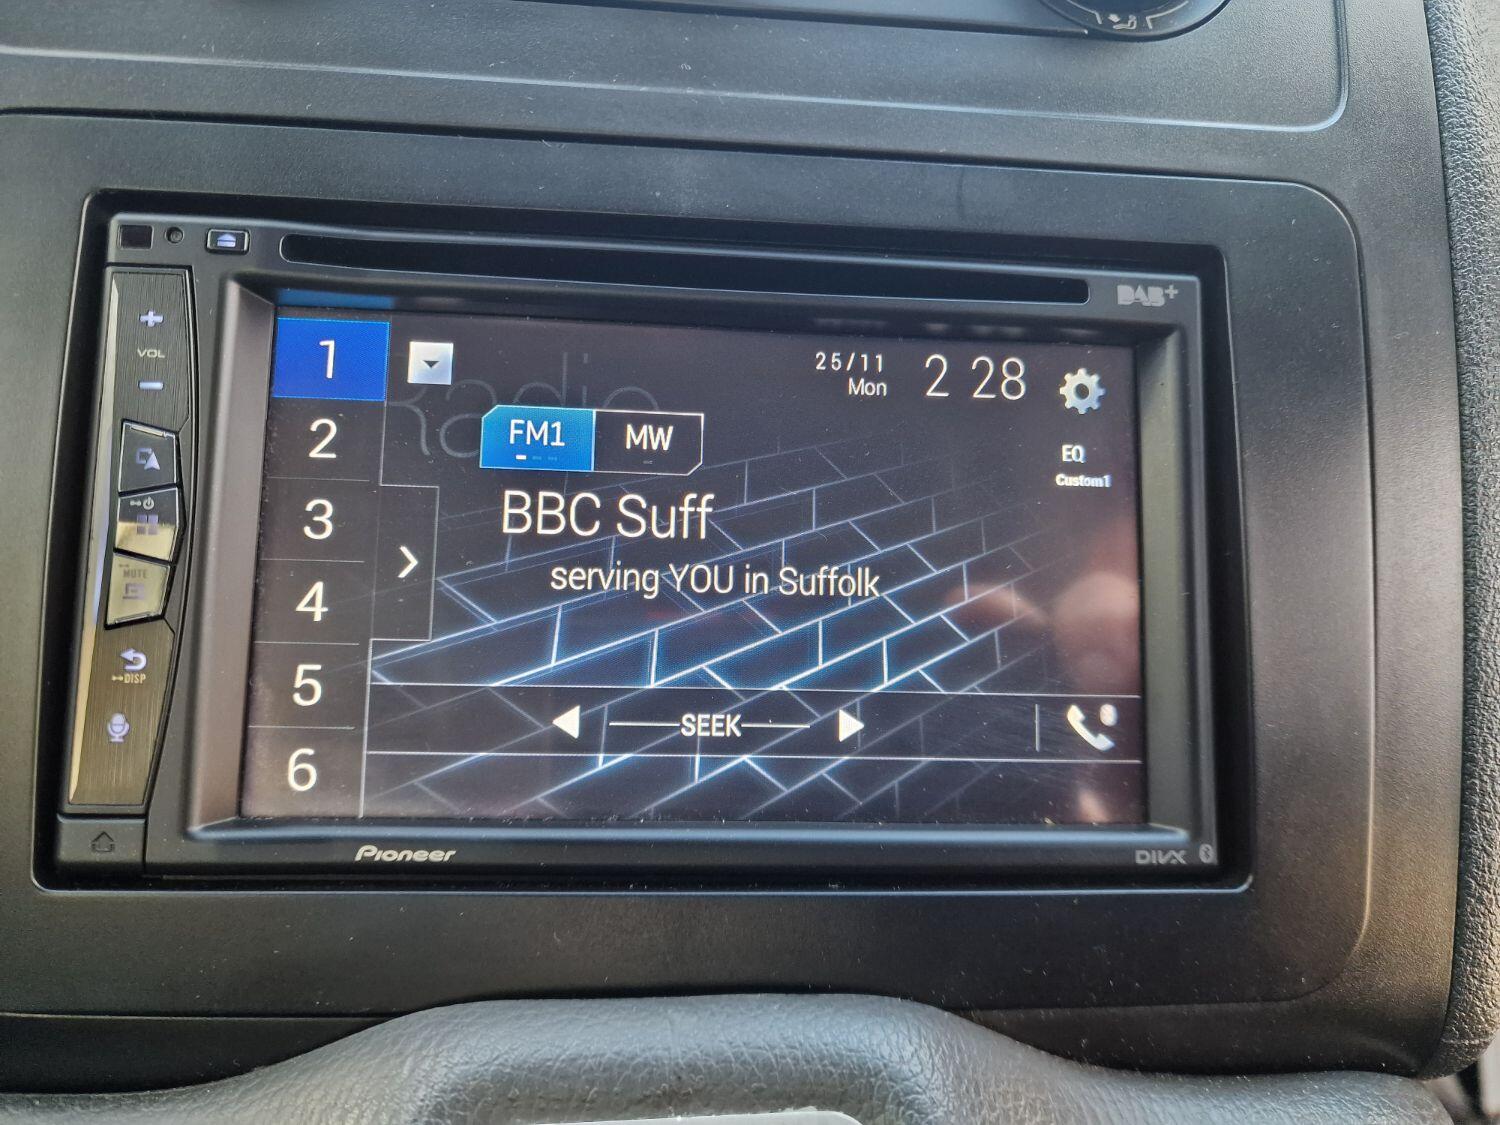 DAB+
VOL
MUTE
DISP
1
2
3
4
5
6
Radio
25/11
Mon
2 28
FM1
MW
EQ
Custom1
BBC Suff
serving YOU in Suffolk
SEEK
Pioneer
DIVX